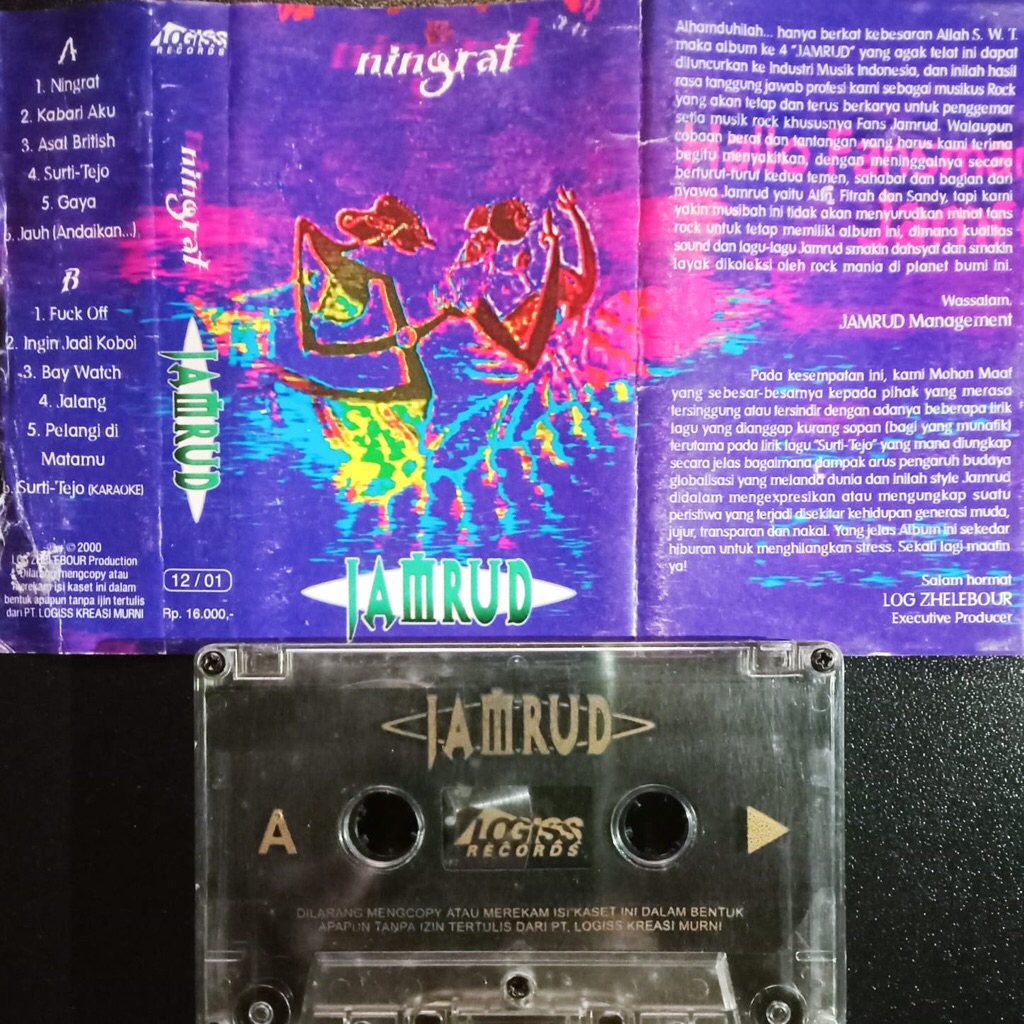 A
1. Ningrat
2. Kabari Aku
3. Asal British
4. Surti-Tejo
5. Gaya
6. Jauh (Andaikan...)
B
1. Fuck Off
2. Ingin Jadi Koboi
3. Bay Watch
4. Jalang
5. Pelangi di
Matamu
6. Surti-Tejo (KARAOKE)
© 2000
LOG ZHELEBOUR Production
Dilarang mengcopy atau
merekam isi kaset ini dalam
bentuk apapun tanpa ijin tertulis
dari PT. LOGISS KREASI MURNI
LOGISS
RECORDS
ningrat
JAMRUD
12 / 01
Rp. 16.000,-
ningrat
JAMRUD
Alhamduhilah... hanya berkat kebesaran Allah S. W. T.
maka album ke 4 "JAMRUD" yang agak telat ini dapat
diluncurkan ke Industri Musik Indonesia, dan inilah hasil
rasa tanggung jawab profesi kami sebagai musikus Rock
yang akan tetap dan terus berkarya untuk penggemar
setia musik rock khususnya Fans Jamrud. Walaupun
cobaan berat dan tantangan yang harus kami terima
begitu menyakitkan, dengan meninggalnya secara
berturut-turut kedua temen, sahabat dan bagian dari
nyawa Jamrud yaitu Fitrah dan Sandy, tapi kami
yakin musibah ini tidak akan menyurudkan minat fans
rock untuk tetap memiliki album ini, dimana kualitas
sound dan lagu-lagu Jamrud smakin dahsyat dan smakin
layak dikoleksi oleh rock mania di planet bumi ini.
Wassalam,
JAMRUD Management
Pada kesempatan ini, kami Mohon Maaf
yang sebesar-besarnya kepada pihak yang merasa
tersinggung atau tersindir dengan adanya beberapa lirik
lagu yang dianggap kurang sopan (bagi yang munafik)
terutama pada lirik lagu "Surti-Tejo" yang mana diungkap
secara jelas bagaimana dampak arus pengaruh budaya
globalisasi yang melanda dunia dan inilah style Jamrud
didalam mengexpresikan atau mengungkap suatu
peristiwa yang terjadi disekitar kehidupan generasi muda,
jujur, transparan dan nakal. Yang jelas Album ini sekedar
hiburan untuk menghilangkan stress. Sekali lagi maafin
ya!
Salam hormat
LOG ZHELEBOUR
Executive Producer
JAMRUD
A
LOGISS
RECORDS
DILARANG MENGCOPY ATAU MEREKAM ISI KASET INI DALAM BENTUK
APAPUN TANPA IZIN TERTULIS DARI PT. LOGISS KREASI MURNI